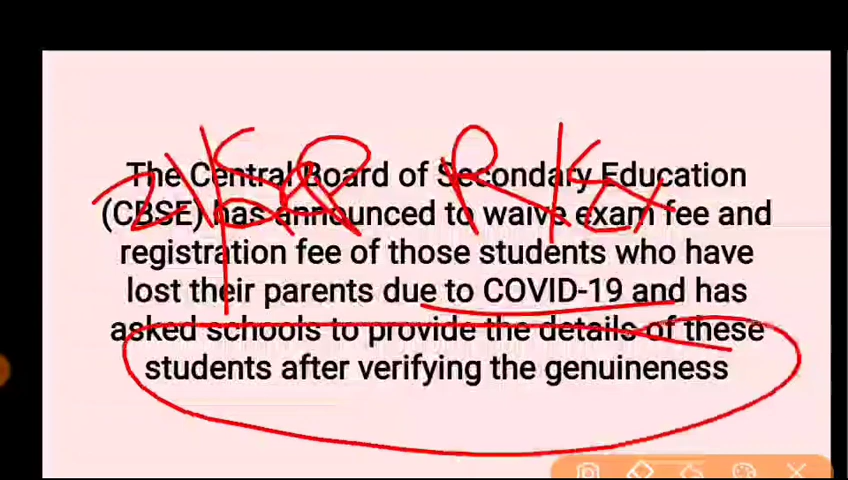 The Central Board of Secondary Education
(CBSE) has announced to waive exam fee and
registration fee of those students who have
lost their parents due to COVID-19 and has
asked schools to provide the details of these
students after verifying the genuineness